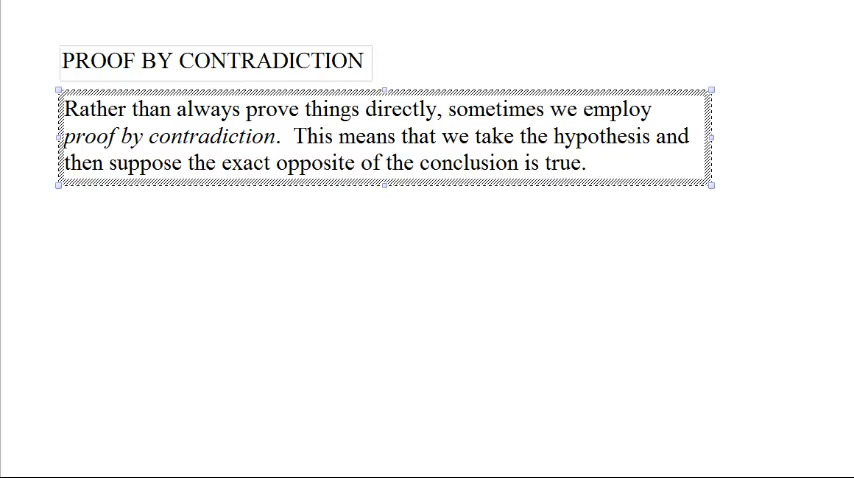 PROOF BY CONTRADICTION
Rather than always prove things directly, sometimes we employ
proof by contradiction.  This means that we take the hypothesis and
then suppose the exact opposite of the conclusion is true.